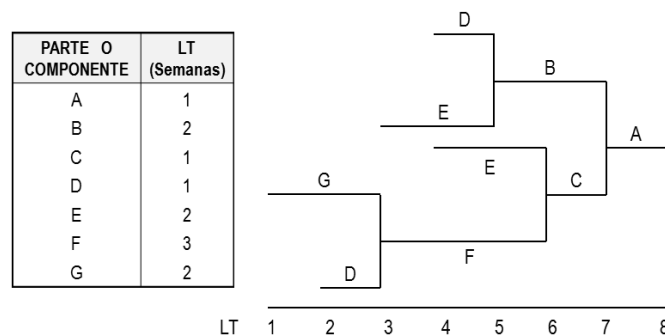 PARTE O COMPONENTE LT (Semanas)
A 1
B 2
C 1
D 1
E 2
F 3
G 2
D
B
E
A
E
G
C
F
D
LT 1 2 3 4 5 6 7 8